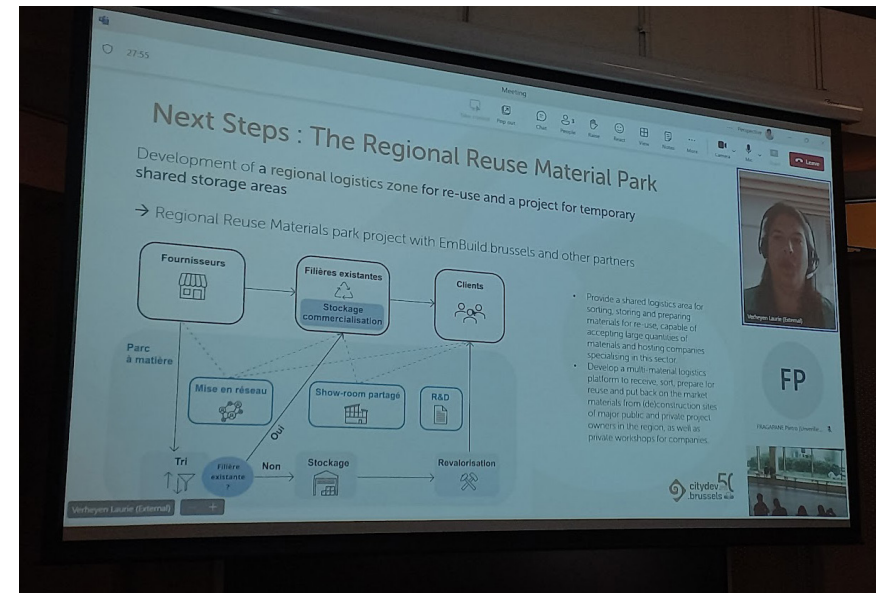 27:55
Meeting
Pop out
Chat
People
3
Raise
React
View
Notes
More
Camera
Mic
Leave
Next Steps : The Regional Reuse Material Park
Development of a regional logistics zone for re-use and a project for temporary
shared storage areas
→ Regional Reuse Materials park project with EmBuild.brussels and other partners
Fournisseurs
Filières existantes
Stockage
commercialisation
Clients
Parc
à matière
Mise en réseau
Show-room partagé
R&D
Oui
Tri
Filière
existante
?
Non
Stockage
Revalorisation
• Provide a shared logistics area for
sorting, storing and preparing
materials for re-use, capable of
accepting large quantities of
materials and hosting companies
specialising in this sector.
• Develop a multi-material logistics
platform to receive, sort, prepare for
reuse and put back on the market
materials from (de)construction sites
of major public and private project
owners in the region, as well as
private workshops for companies.
citydev
.brussels
50
Verheyen Laurie (External)
Verheyen Laurie (External)
FP